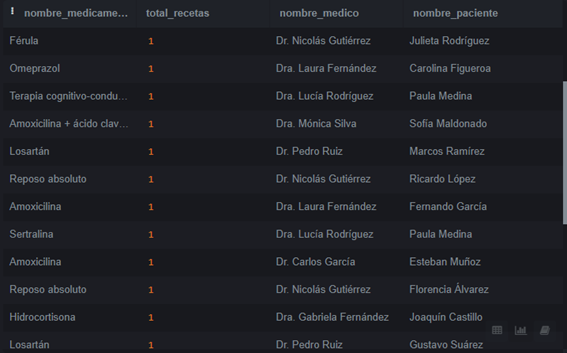 nombre_medicame... total_recetas nombre_medico nombre_paciente
Férula 1 Dr. Nicolás Gutiérrez Julieta Rodríguez
Omeprazol 1 Dra. Laura Fernández Carolina Figueroa
Terapia cognitivo-condu... 1 Dra. Lucía Rodríguez Paula Medina
Amoxicilina + ácido clav... 1 Dra. Mónica Silva Sofía Maldonado
Losartán 1 Dr. Pedro Ruiz Marcos Ramírez
Reposo absoluto 1 Dr. Nicolás Gutiérrez Ricardo López
Amoxicilina 1 Dra. Laura Fernández Fernando García
Sertralina 1 Dra. Lucía Rodríguez Paula Medina
Amoxicilina 1 Dr. Carlos García Esteban Muñoz
Reposo absoluto 1 Dr. Nicolás Gutiérrez Florencia Álvarez
Hidrocortisona 1 Dra. Gabriela Fernández Joaquín Castillo
Losartán 1 Dr. Pedro Ruiz Gustavo Suárez